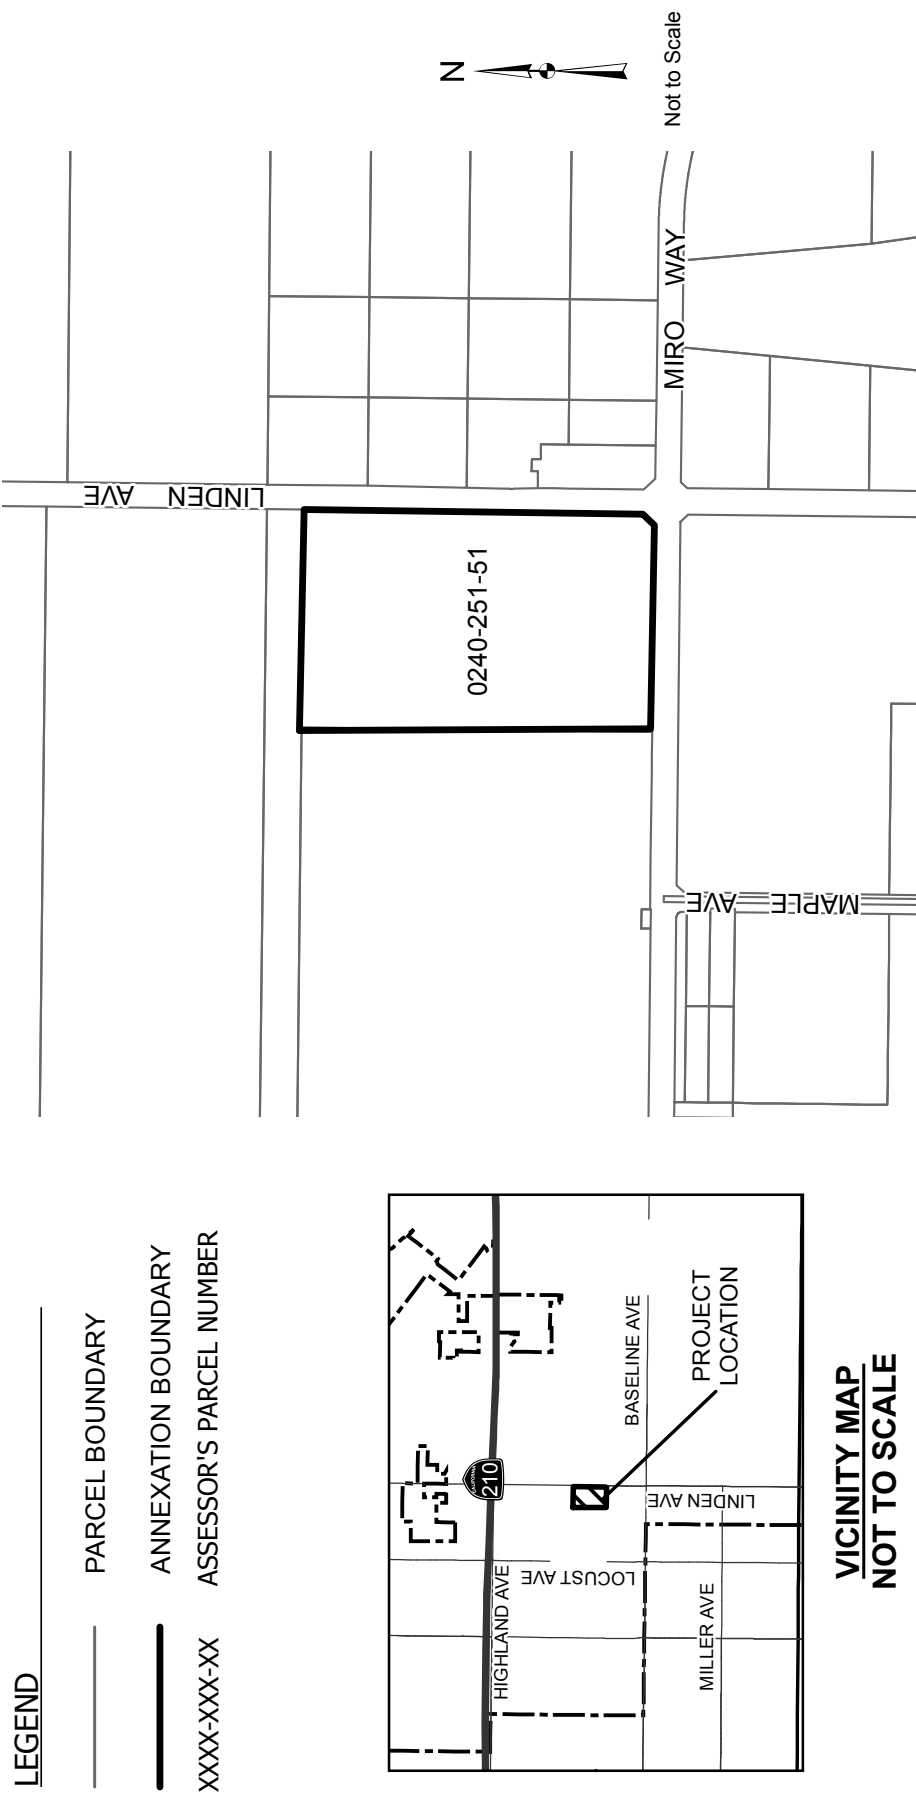 N
Not to Scale
LINDEN AVE
MIRO WAY
0240-251-51
MAPLE AVE
LEGEND
PARCEL BOUNDARY
ANNEXATION BOUNDARY
XXXX-XXX-XX ASSESSOR'S PARCEL NUMBER
210
HIGHLAND AVE
LOCUST AVE
BASELINE AVE
LINDEN AVE
MILLER AVE
PROJECT
LOCATION
VICINITY MAP
NOT TO SCALE